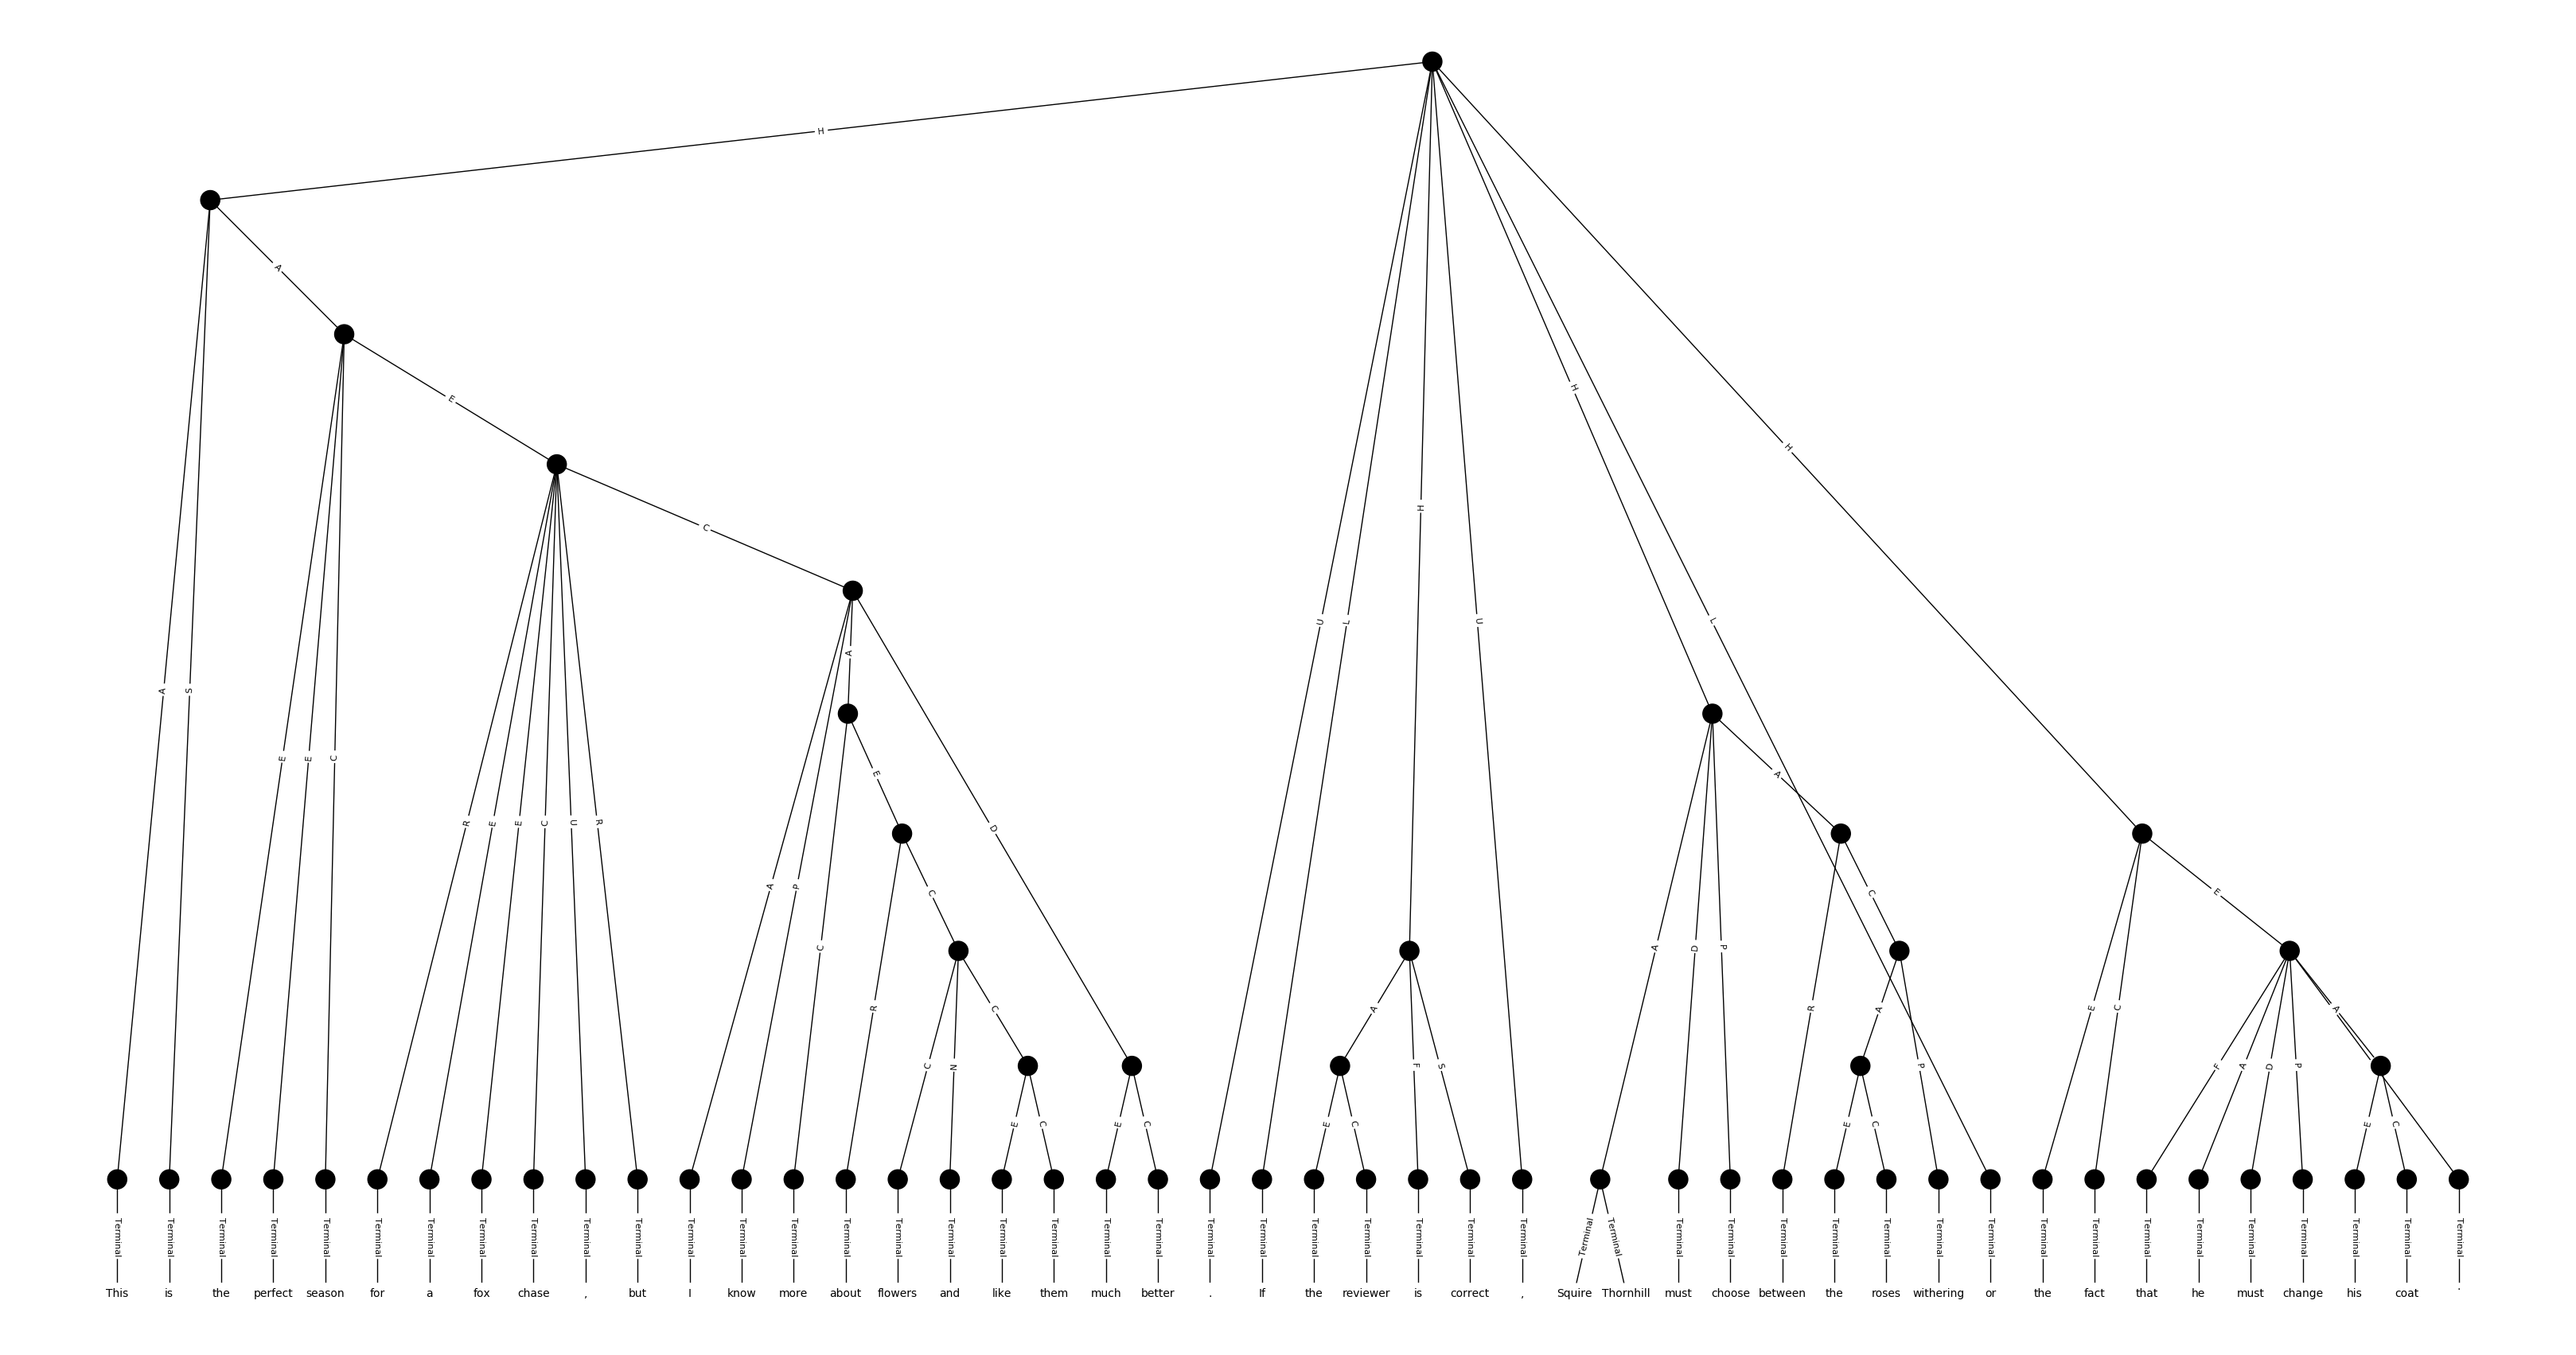 H
A
E
C
A
H
H
U
L
U
L
H
A
S
E
E
C
R
E
E
C
U
R
A
P
E
D
A
C
C
A
D
P
C
E
R
C
A
R
A
E
C
A
C
N
F
S
P
F
A
D
P
E
C
E
C
E
C
E
C
E
C
Terminal Terminal Terminal Terminal Terminal Terminal Terminal Terminal Terminal Terminal Terminal Terminal Terminal Terminal Terminal Terminal Terminal Terminal Terminal Terminal Terminal Terminal Terminal Terminal Terminal Terminal Terminal Terminal Terminal Terminal Terminal Terminal Terminal Terminal Terminal Terminal Terminal Terminal Terminal Terminal Terminal Terminal Terminal Terminal Terminal Terminal
This is the perfect season for a fox chase , but I know more about flowers and like them much better . If the reviewer is correct , Squire Thornhill must choose between the roses withering or the fact that he must change his coat .